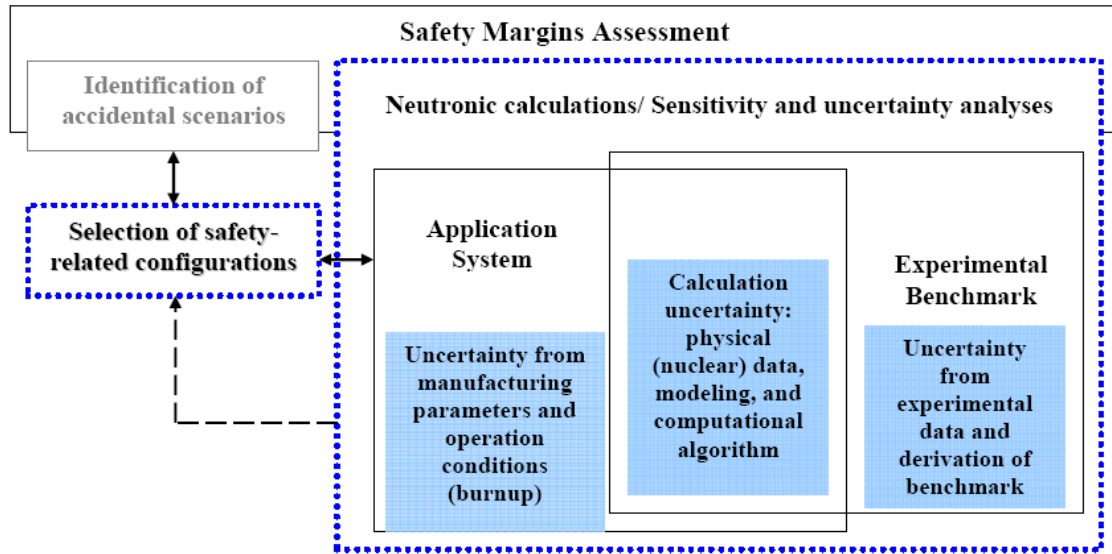 Safety Margins Assessment
Identification of
accidental scenarios
Neutronic calculations/ Sensitivity and uncertainty analyses
Selection of safety-
related configurations
Application
System
Uncertainty from
manufacturing
parameters and
operation
conditions
(burnup)
Calculation
uncertainty:
physical
(nuclear) data,
modeling, and
computational
algorithm
Experimental
Benchmark
Uncertainty
from
experimental
data and
derivation of
benchmark